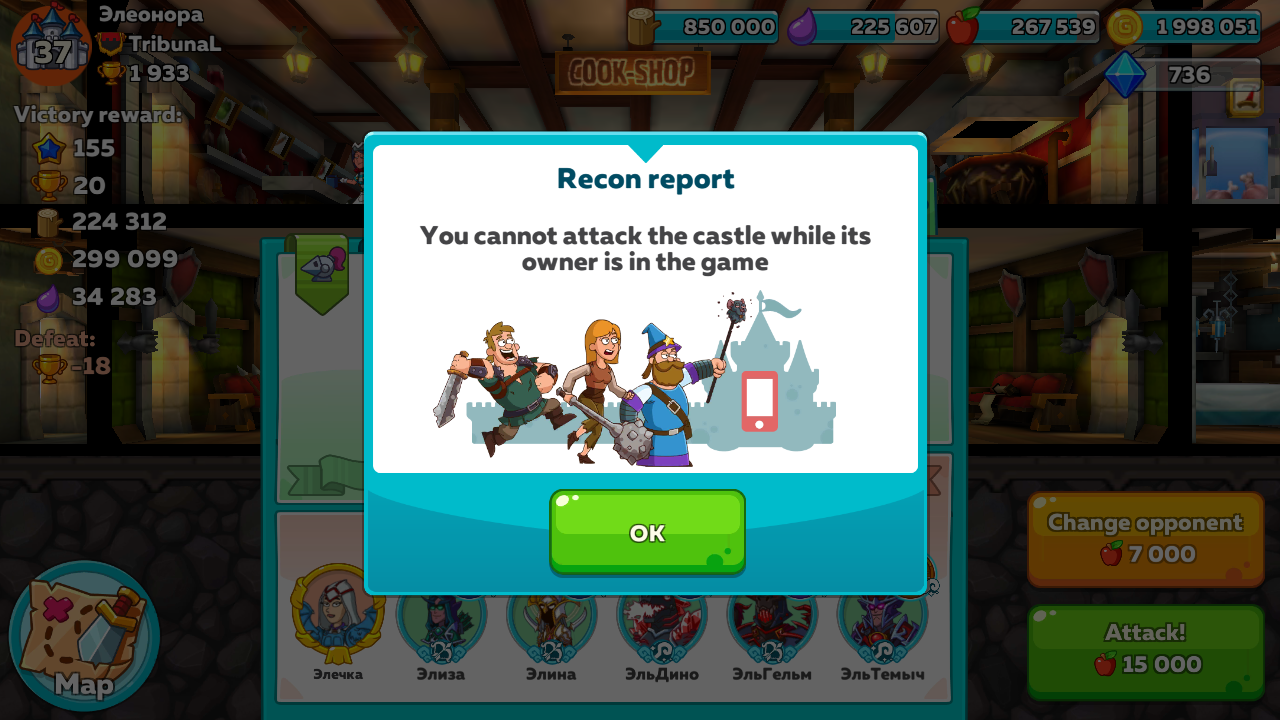 Элеонора
37
TribunaL
1 933
Victory reward:
155
20
224 312
299 099
34 283
Defeat:
-18
850 000
225 607
267 539
1 998 051
736
COOK-SHOP
Recon report
You cannot attack the castle while its
owner is in the game
OK
Change opponent
7 000
Attack!
15 000
Map
Элечка
Элиза
Элина
ЭльДино
ЭльГельм
ЭльТемыч